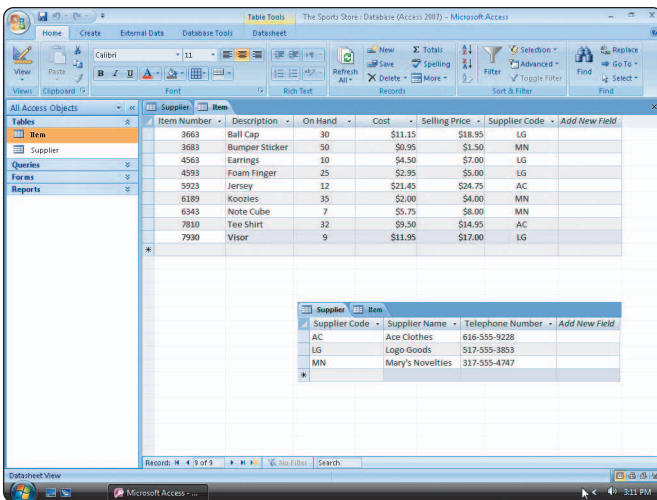 Table Tools The Sports Store : Database (Access 2007) - Microsoft Access
Home Create External Data Database Tools Datasheet
View Paste Calibri 11 Refresh All New Save Delete Totals Spelling More Filter Selection Advanced Toggle Filter Find Replace Go To Select
B I U A
Views Clipboard Font Rich Text Records Sort & Filter Find
All Access Objects
Tables
Item
Supplier
Queries
Forms
Reports
Supplier Item
Item Number Description On Hand Cost Selling Price Supplier Code Add New Field
3663 Ball Cap 30 $11.15 $18.95 LG
3683 Bumper Sticker 50 $0.95 $1.50 MN
4563 Earrings 10 $4.50 $7.00 LG
4593 Foam Finger 25 $2.95 $5.00 LG
5923 Jersey 12 $21.45 $24.75 AC
6189 Koozies 35 $2.00 $4.00 MN
6343 Note Cube 7 $5.75 $8.00 MN
7810 Tee Shirt 32 $9.50 $14.95 AC
7930 Visor 9 $11.95 $17.00 LG
Supplier Item
Supplier Code Supplier Name Telephone Number Add New Field
AC Ace Clothes 616-555-9228
LG Logo Goods 517-555-3853
MN Mary's Novelties 317-555-4747
Record: 9 of 9 No Filter Search
Datasheet View
Microsoft Access - ... 3:11 PM